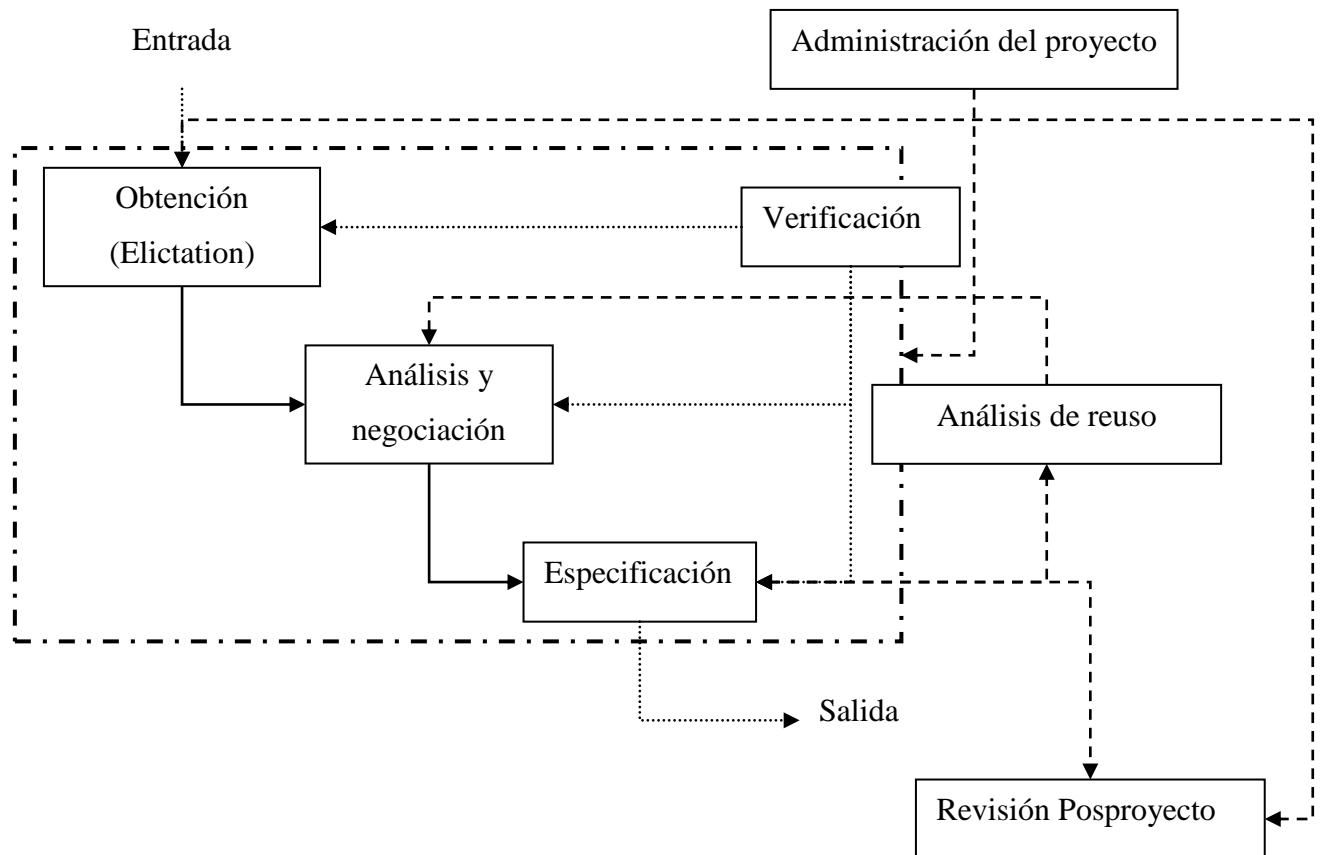 Entrada
Administración del proyecto
Obtención
(Elictation)
Verificación
Análisis y
negociación
Análisis de reuso
Especificación
Salida
Revisión Posproyecto